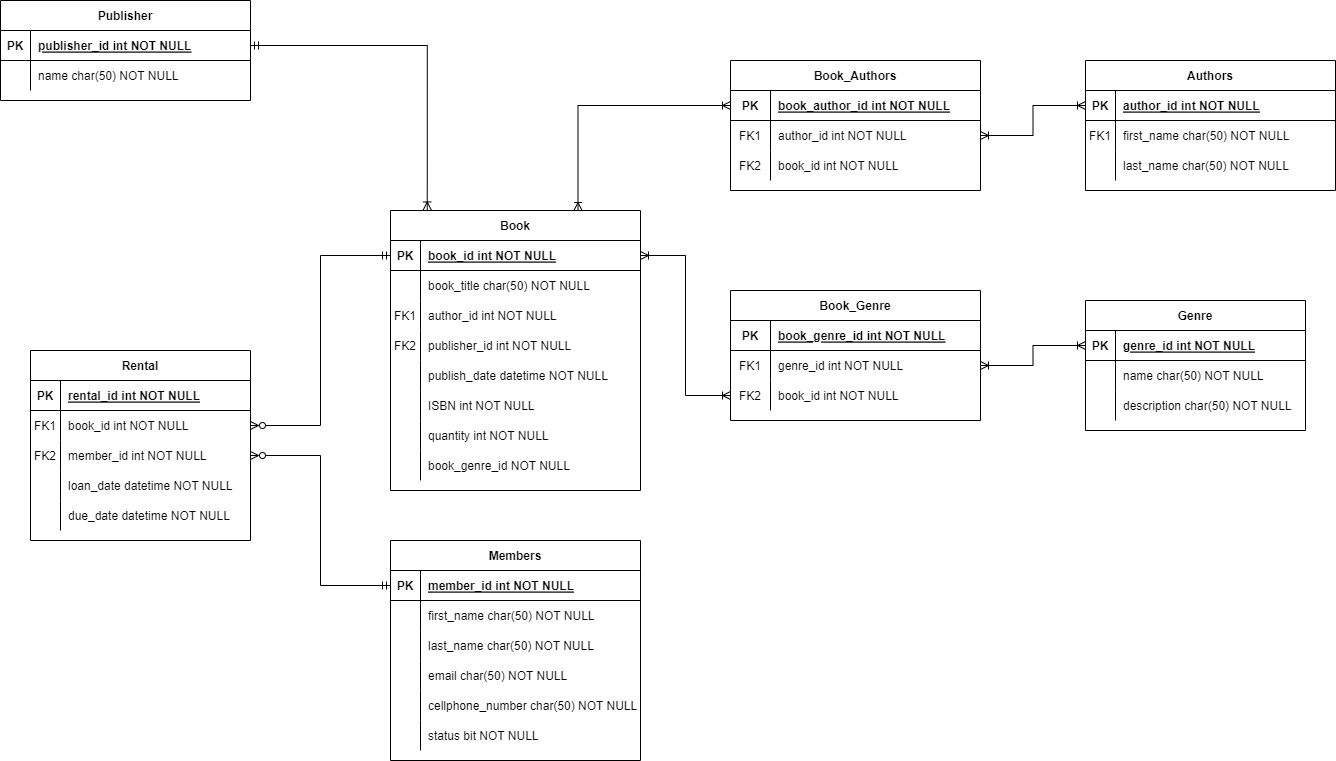 Publisher
PK publisher_id int NOT NULL
name char(50) NOT NULL
Book_Authors
PK book_author_id int NOT NULL
FK1 author_id int NOT NULL
FK2 book_id int NOT NULL
Authors
PK author_id int NOT NULL
FK1 first_name char(50) NOT NULL
last_name char(50) NOT NULL
Book
PK book_id int NOT NULL
book_title char(50) NOT NULL
FK1 author_id int NOT NULL
FK2 publisher_id int NOT NULL
publish_date datetime NOT NULL
ISBN int NOT NULL
quantity int NOT NULL
book_genre_id NOT NULL
Book_Genre
PK book_genre_id int NOT NULL
FK1 genre_id int NOT NULL
FK2 book_id int NOT NULL
Genre
PK genre_id int NOT NULL
name char(50) NOT NULL
description char(50) NOT NULL
Rental
PK rental_id int NOT NULL
FK1 book_id int NOT NULL
FK2 member_id int NOT NULL
loan_date datetime NOT NULL
due_date datetime NOT NULL
Members
PK member_id int NOT NULL
first_name char(50) NOT NULL
last_name char(50) NOT NULL
email char(50) NOT NULL
cellphone_number char(50) NOT NULL
status bit NOT NULL